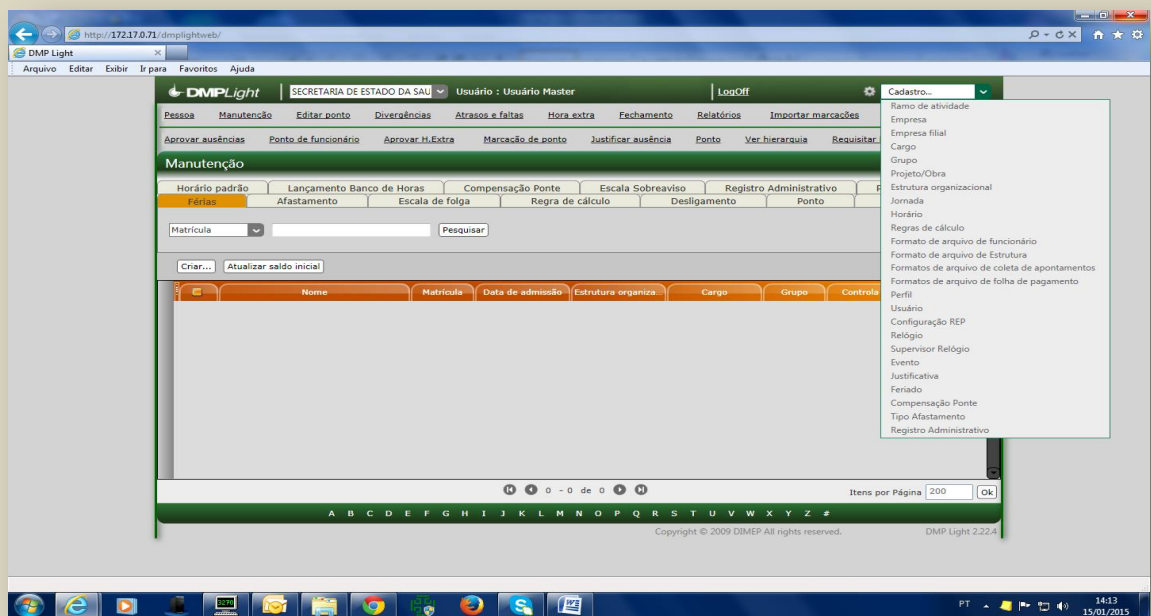 http://172.17.0.71/dmplightweb/
DMP Light
Arquivo Editar Exibir Ir para Favoritos Ajuda
DMPLight SECRETARIA DE ESTADO DA SAU Usuário : Usuário Master LogOff Cadastro...
Pessoa Manutenção Editar ponto Divergências Atrasos e faltas Hora extra Fechamento Relatórios Importar marcações
Aprovar ausências Ponto de funcionário Aprovar H.Extra Marcação de ponto Justificar ausência Ponto Ver hierarquia Requisitar
Manutenção
Horário padrão Lançamento Banco de Horas Compensação Ponte Escala Sobreaviso Registro Administrativo
Férias Afastamento Escala de folga Regra de cálculo Desligamento Ponto
Matrícula Pesquisar
Criar... Atualizar saldo inicial
Nome Matrícula Data de admissão Estrutura organiza... Cargo Grupo Controla
Ramo de atividade
Empresa
Empresa filial
Cargo
Grupo
Projeto/Obra
Estrutura organizacional
Jornada
Horário
Regras de cálculo
Formato de arquivo de funcionário
Formato de arquivo de Estrutura
Formatos de arquivo de coleta de apontamentos
Formatos de arquivo de folha de pagamento
Perfil
Usuário
Configuração REP
Relógio
Supervisor Relógio
Evento
Justificativa
Feriado
Compensação Ponte
Tipo Afastamento
Registro Administrativo
0 - 0 de 0 Itens por Página 200 Ok
A B C D E F G H I J K L M N O P Q R S T U V W X Y Z #
Copyright © 2009 DIMEP All rights reserved. DMP Light 2.22.4
3270
PT 14:13
15/01/2015